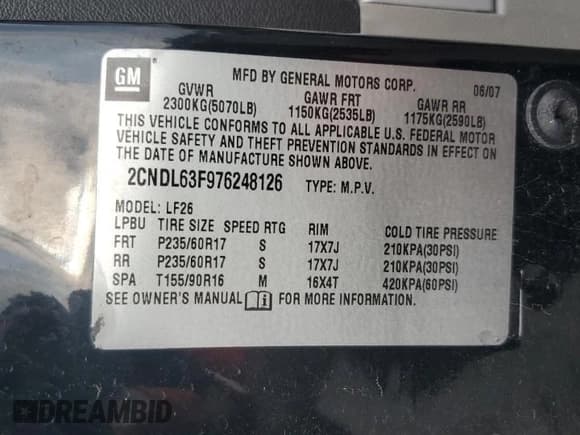 GM
MFD BY GENERAL MOTORS CORP. 06/07
GVWR GAWR FRT GAWR RR
2300KG(5070LB) 1150KG(2535LB) 1175KG(2590LB)
THIS VEHICLE CONFORMS TO ALL APPLICABLE U.S. FEDERAL MOTOR
VEHICLE SAFETY AND THEFT PREVENTION STANDARDS IN EFFECT ON
THE DATE OF MANUFACTURE SHOWN ABOVE.
2CNDL63F976248126 TYPE: M.P.V.
MODEL: LF26
LPBU TIRE SIZE SPEED RTG RIM COLD TIRE PRESSURE
FRT P235/60R17 S 17X7J 210KPA(30PSI)
RR P235/60R17 S 17X7J 210KPA(30PSI)
SPA T155/90R16 M 16X4T 420KPA(60PSI)
SEE OWNER'S MANUAL FOR MORE INFORMATION.
DREAMBID